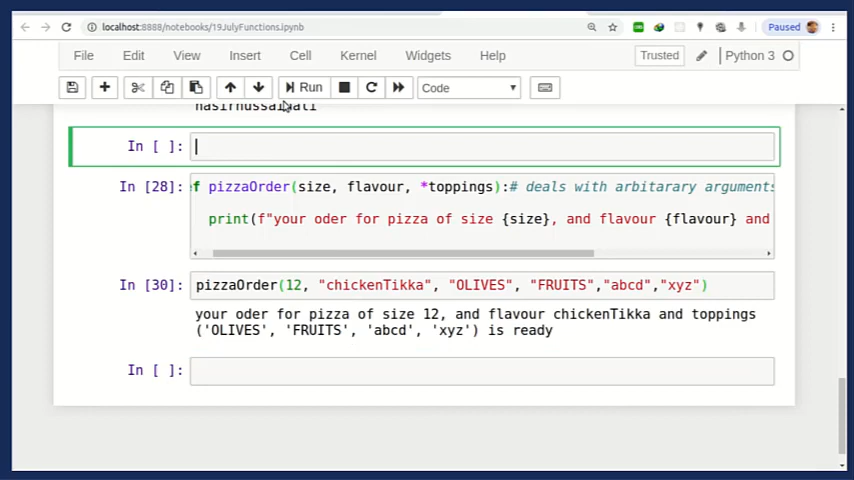 localhost:8888/notebooks/19JulyFunctions.ipynb
Paused
File Edit View Insert Cell Kernel Widgets Help
Trusted
Python 3
Run
Code
In [ ]:
In [28]:
f pizzaOrder(size, flavour, *toppings):# deals with arbitarary arguments
print(f"your oder for pizza of size {size}, and flavour {flavour} and
In [30]:
pizzaOrder(12, "chickenTikka", "OLIVES", "FRUITS","abcd","xyz")
your oder for pizza of size 12, and flavour chickenTikka and toppings
('OLIVES', 'FRUITS', 'abcd', 'xyz') is ready
In [ ]: